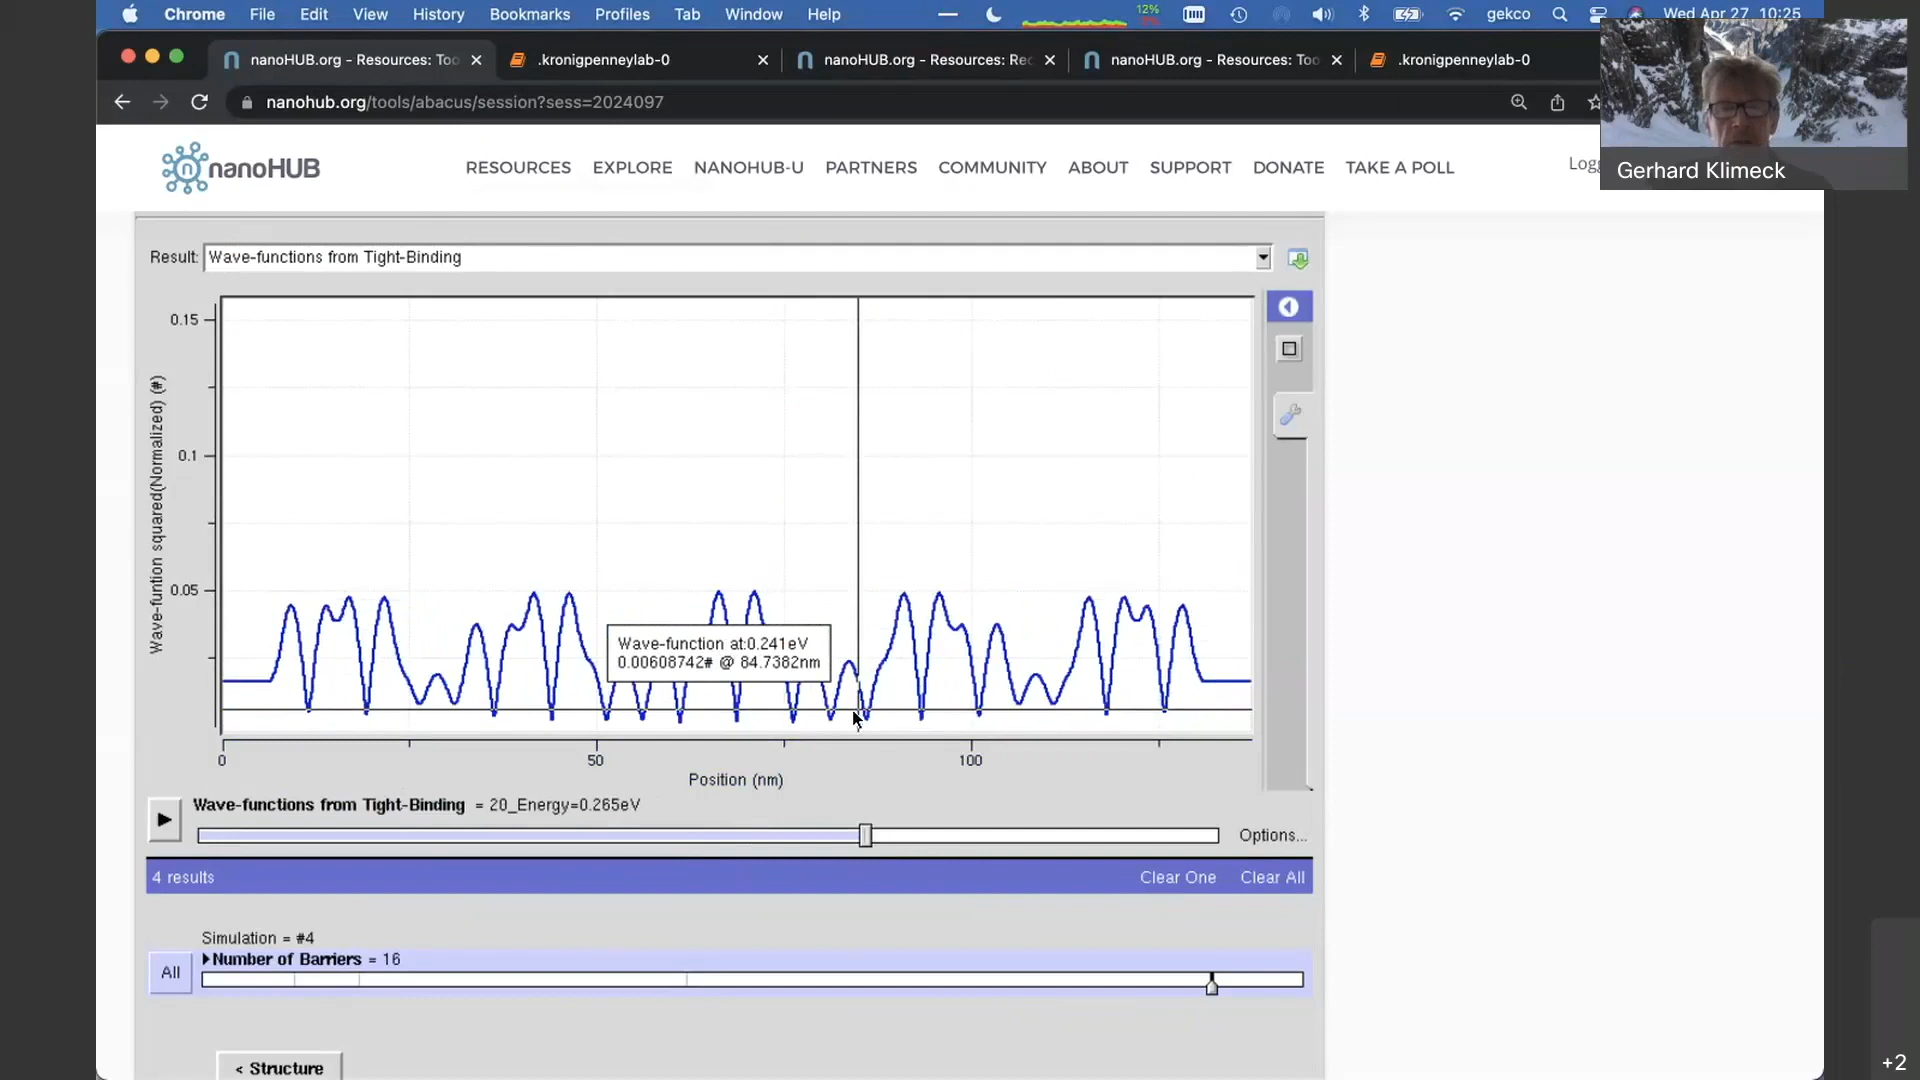 Chrome File Edit View History Bookmarks Profiles Tab Window Help 12% gekco Wed Apr 27, 10:25
nanoHUB.org - Resources: Too .kronigpenneylab-0 nanoHUB.org - Resources: Rec nanoHUB.org - Resources: Too .kronigpenneylab-0
nanohub.org/tools/abacus/session?sess=2024097
nanoHUB RESOURCES EXPLORE NANOHUB-U PARTNERS COMMUNITY ABOUT SUPPORT DONATE TAKE A POLL Logg
Gerhard Klimeck
Result: Wave-functions from Tight-Binding
0.15
0.1
0.05
Wave-funtion squared(Normalized) (#)
Wave-function at:0.241eV
0.00608742# @ 84.7382nm
0 50 100
Position (nm)
Wave-functions from Tight-Binding = 20_Energy=0.265eV
Options...
4 results Clear One Clear All
Simulation = #4
Number of Barriers = 16
All
< Structure
+2